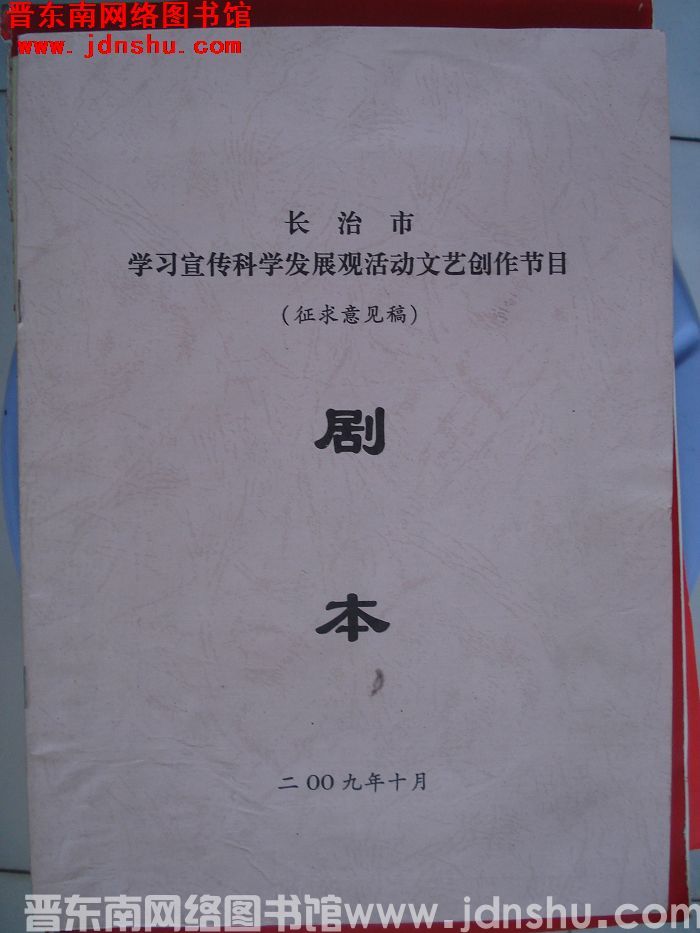 晋东南网络图书馆
www.jdnshu.com
长治市
学习宣传科学发展观活动文艺创作节目
（征求意见稿）
剧
本
二OO九年十月
晋东南网络图书馆www.jdnshu.com